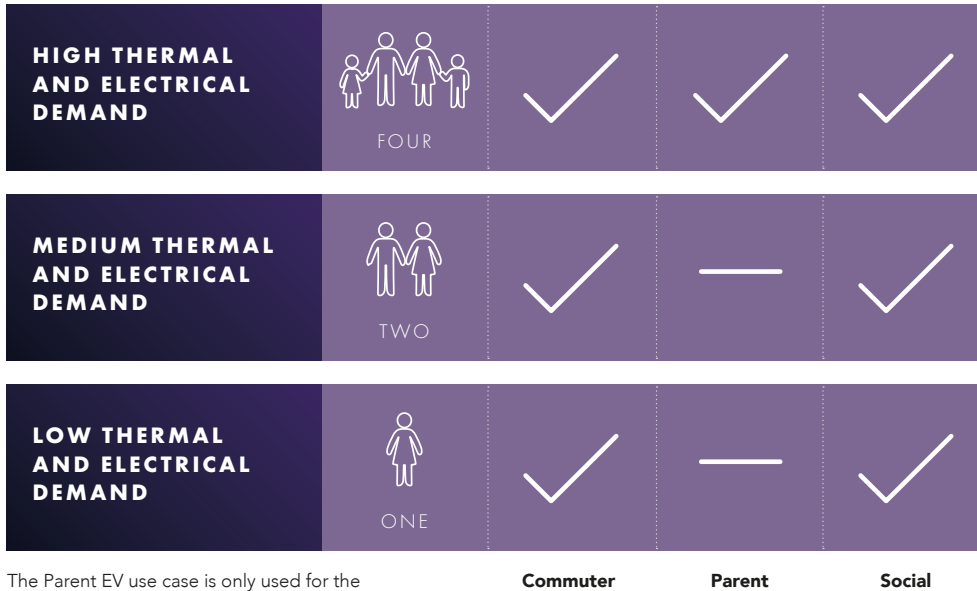 HIGH THERMAL
AND ELECTRICAL
DEMAND
FOUR
MEDIUM THERMAL
AND ELECTRICAL
DEMAND
TWO
LOW THERMAL
AND ELECTRICAL
DEMAND
ONE
The Parent EV use case is only used for the
Commuter
Parent
Social